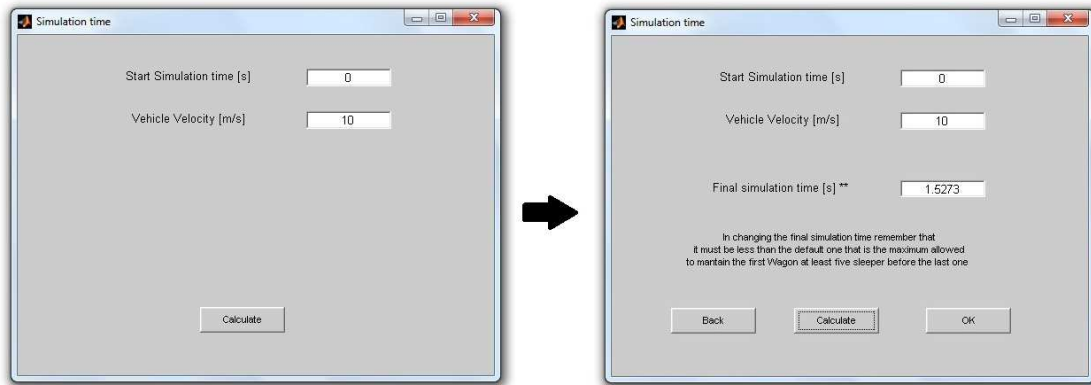 Simulation time
Start Simulation time [s] 0
Vehicle Velocity [m/s] 10
Calculate
Simulation time
Start Simulation time [s] 0
Vehicle Velocity [m/s] 10
Final simulation time [s] ** 1.5273
In changing the final simulation time remember that
it must be less than the default one that is the maximum allowed
to mantain the first Wagon at least five sleeper before the last one
Back Calculate OK